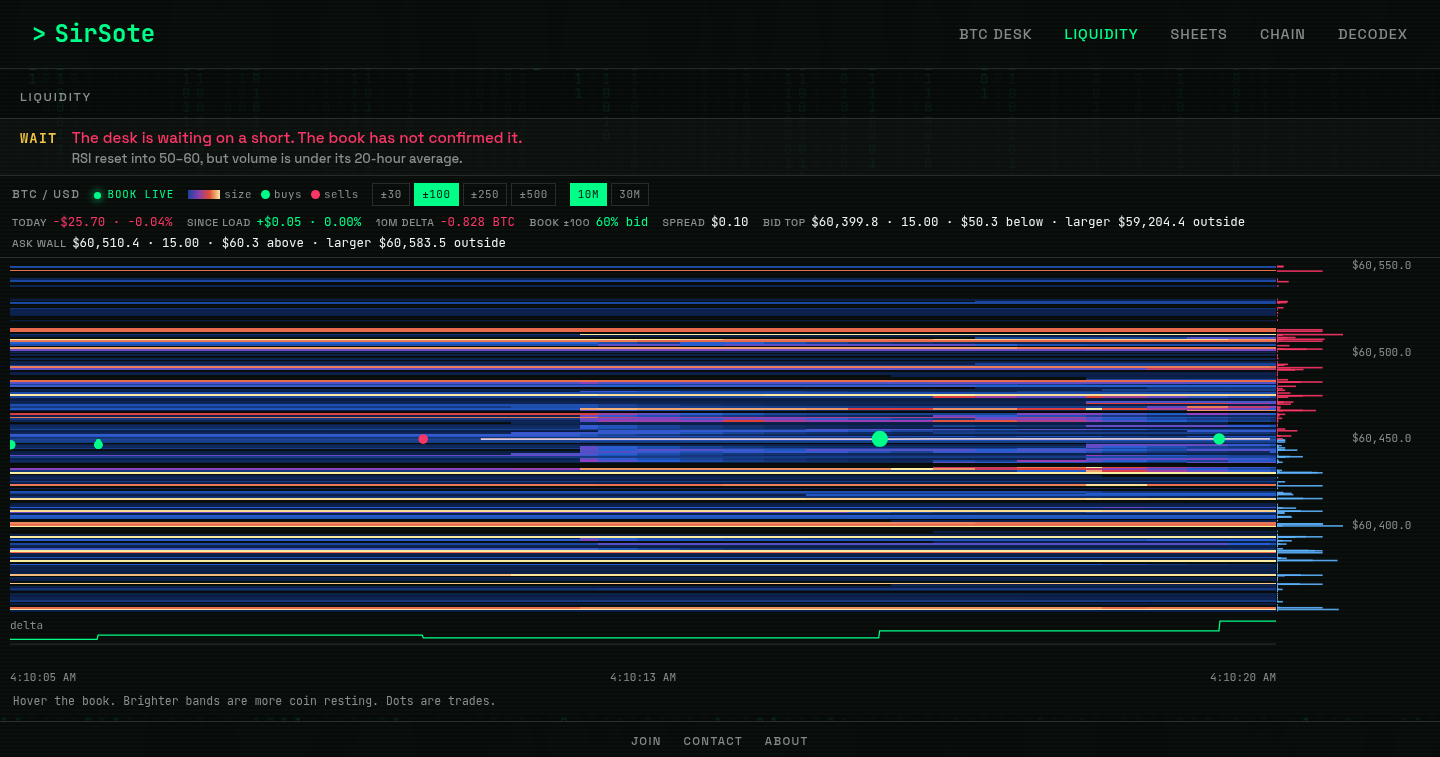 > SirSote
BTC DESK LIQUIDITY SHEETS CHAIN DECODEX
LIQUIDITY
WAIT The desk is waiting on a short. The book has not confirmed it.
RSI reset into 50–60, but volume is under its 20-hour average.
BTC / USD BOOK LIVE size buys sells ±30 ±100 ±250 ±500 10M 30M
TODAY -$25.70 · -0.04% SINCE LOAD +$0.05 · 0.00% 10M DELTA -0.828 BTC BOOK ±100 60% bid SPREAD $0.10 BID TOP $60,399.8 · 15.00 · $50.3 below · larger $59,204.4 outside
ASK WALL $60,510.4 · 15.00 · $60.3 above · larger $60,583.5 outside
$60,550.0
$60,500.0
$60,450.0
$60,400.0
delta
4:10:05 AM 4:10:13 AM 4:10:20 AM
Hover the book. Brighter bands are more coin resting. Dots are trades.
JOIN CONTACT ABOUT